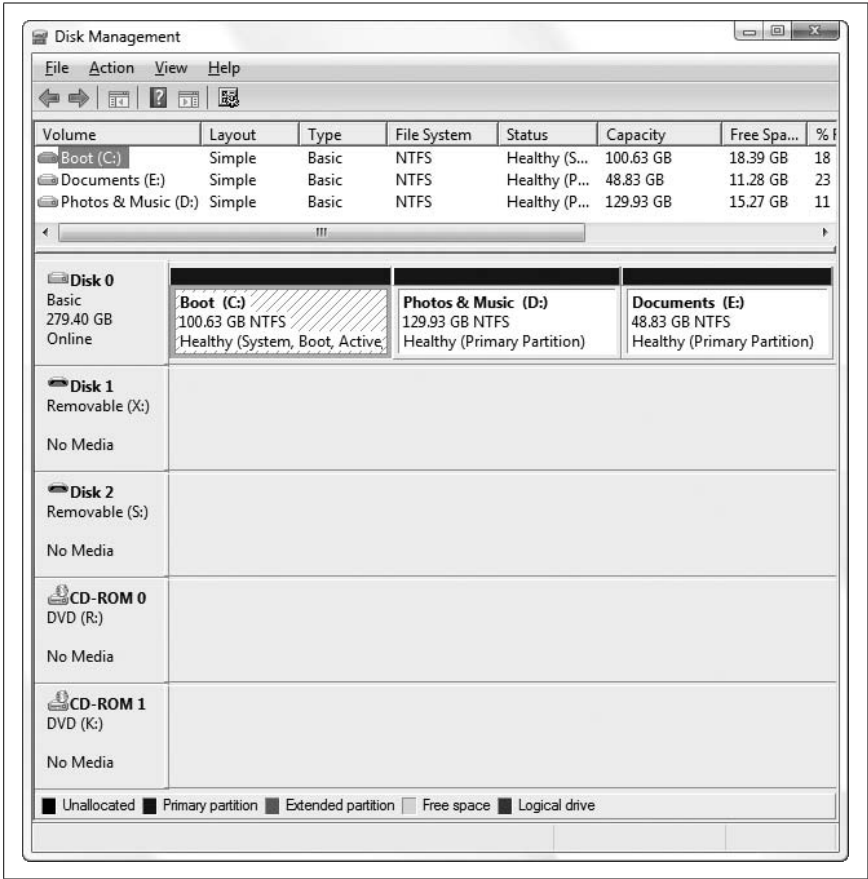 Disk Management
File Action View Help
Volume Layout Type File System Status Capacity Free Spa... % F
Boot (C:) Simple Basic NTFS Healthy (S... 100.63 GB 18.39 GB 18
Documents (E:) Simple Basic NTFS Healthy (P... 48.83 GB 11.28 GB 23
Photos & Music (D:) Simple Basic NTFS Healthy (P... 129.93 GB 15.27 GB 11
Disk 0
Basic
279.40 GB
Online
Boot (C:)
100.63 GB NTFS
Healthy (System, Boot, Active
Photos & Music (D:)
129.93 GB NTFS
Healthy (Primary Partition)
Documents (E:)
48.83 GB NTFS
Healthy (Primary Partition)
Disk 1
Removable (X:)
No Media
Disk 2
Removable (S:)
No Media
CD-ROM 0
DVD (R:)
No Media
CD-ROM 1
DVD (K:)
No Media
Unallocated Primary partition Extended partition Free space Logical drive